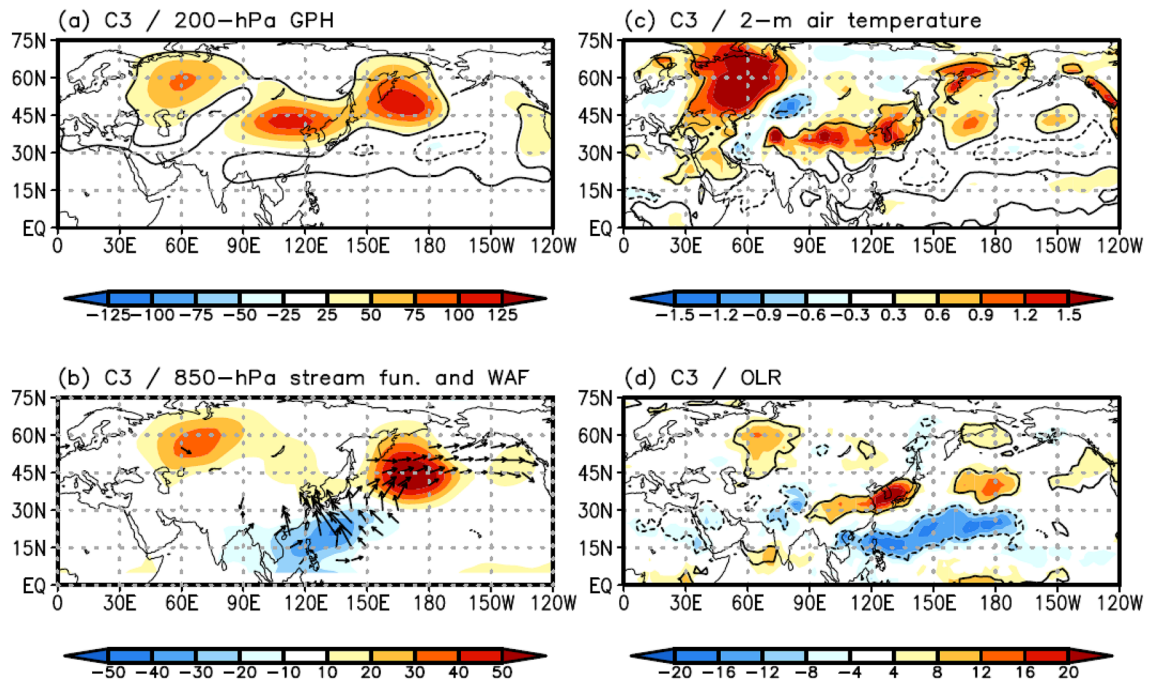 (a) C3 / 200-hPa GPH
75N
60N
45N
30N
15N
EQ
0 30E 60E 90E 120E 150E 180 150W 120W
-125 -100 -75 -50 -25 25 50 75 100 125
(c) C3 / 2-m air temperature
75N
60N
45N
30N
15N
EQ
0 30E 60E 90E 120E 150E 180 150W 120W
-1.5 -1.2 -0.9 -0.6 -0.3 0.3 0.6 0.9 1.2 1.5
(b) C3 / 850-hPa stream fun. and WAF
75N
60N
45N
30N
15N
EQ
0 30E 60E 90E 120E 150E 180 150W 120W
-50 -40 -30 -20 -10 10 20 30 40 50
(d) C3 / OLR
75N
60N
45N
30N
15N
EQ
0 30E 60E 90E 120E 150E 180 150W 120W
-20 -16 -12 -8 -4 4 8 12 16 20